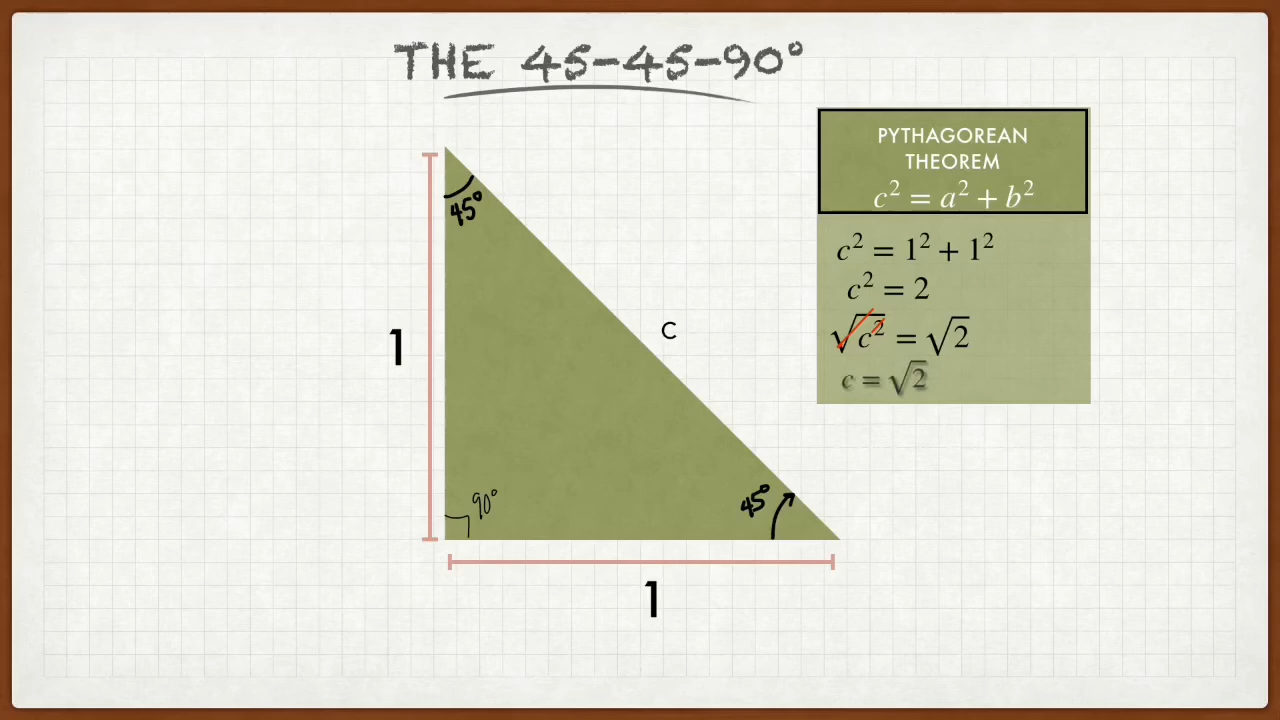 THE 45-45-90°
PYTHAGOREAN
THEOREM
c² = a² + b²
45°
c² = 1² + 1²
c² = 2
√c² = √2
c = √2
1
c
90°
45°
1